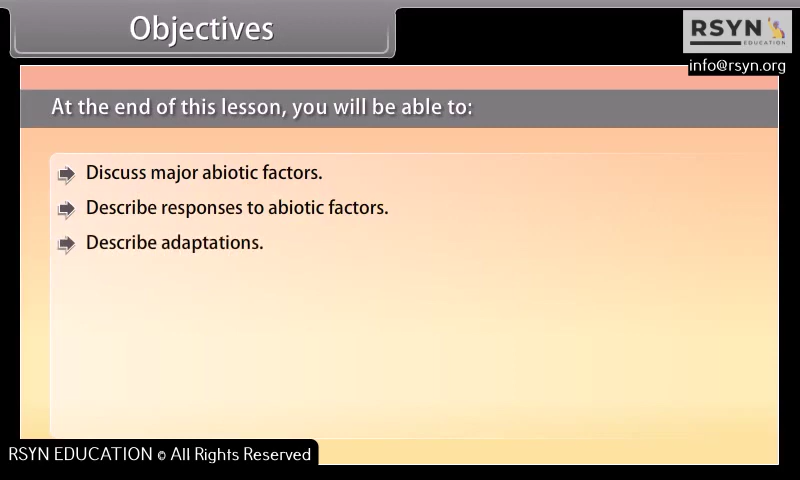 Objectives
RSYN
EDUCATION
info@rsyn.org
At the end of this lesson, you will be able to:
Discuss major abiotic factors.
Describe responses to abiotic factors.
Describe adaptations.
RSYN EDUCATION © All Rights Reserved